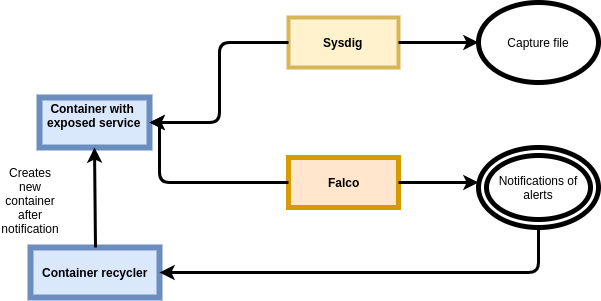 Sysdig
Capture file
Container with
exposed service
Falco
Notifications of
alerts
Creates
new
container
after
notification
Container recycler